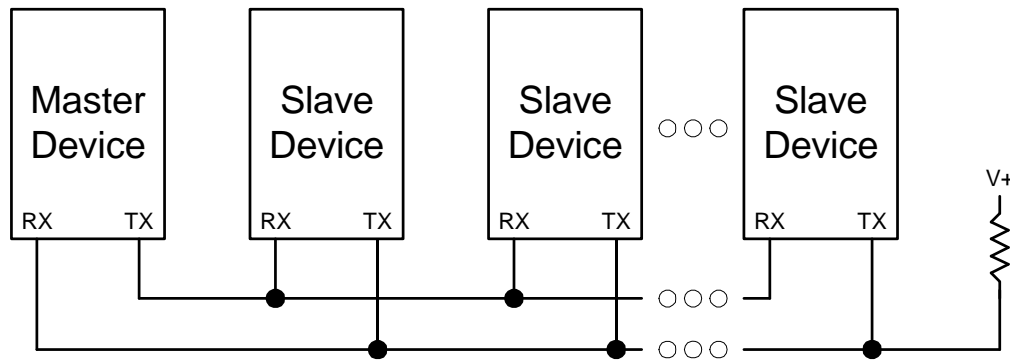 Master
Device
Slave
Device
Slave
Device
Slave
Device
V+
RX TX
RX TX
RX TX
RX TX